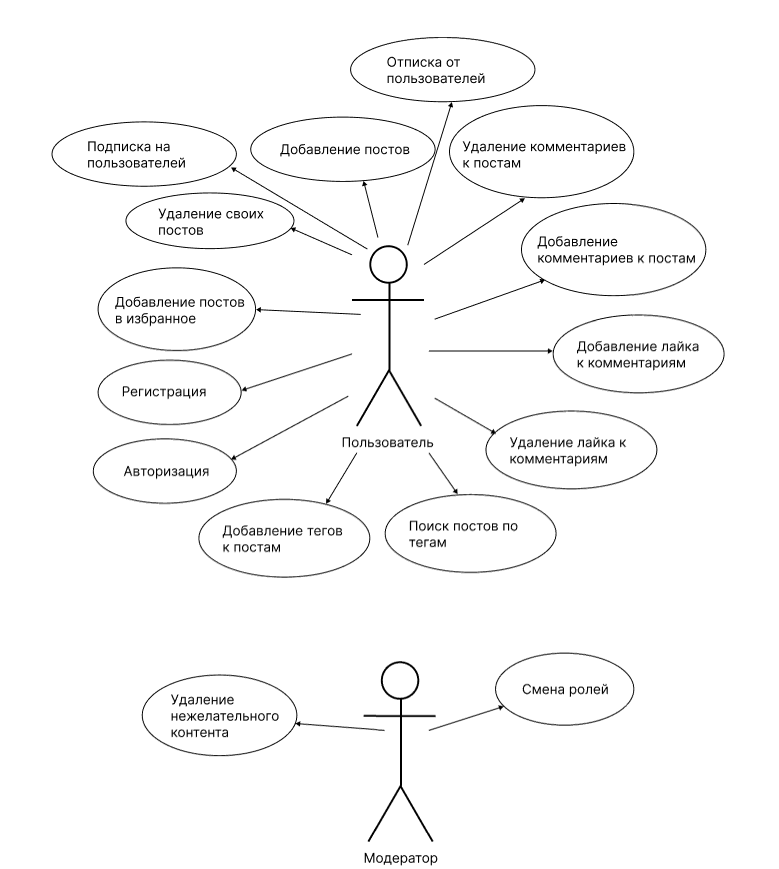 Отписка от
пользователей
Подписка на
пользователей
Добавление постов
Удаление комментариев
к постам
Удаление своих
постов
Добавление
комментариев к постам
Добавление постов
в избранное
Добавление лайка
к комментариям
Регистрация
Удаление лайка к
комментариям
Пользователь
Авторизация
Добавление тегов
к постам
Поиск постов по
тегам
Удаление
нежелательного
контента
Смена ролей
Модератор